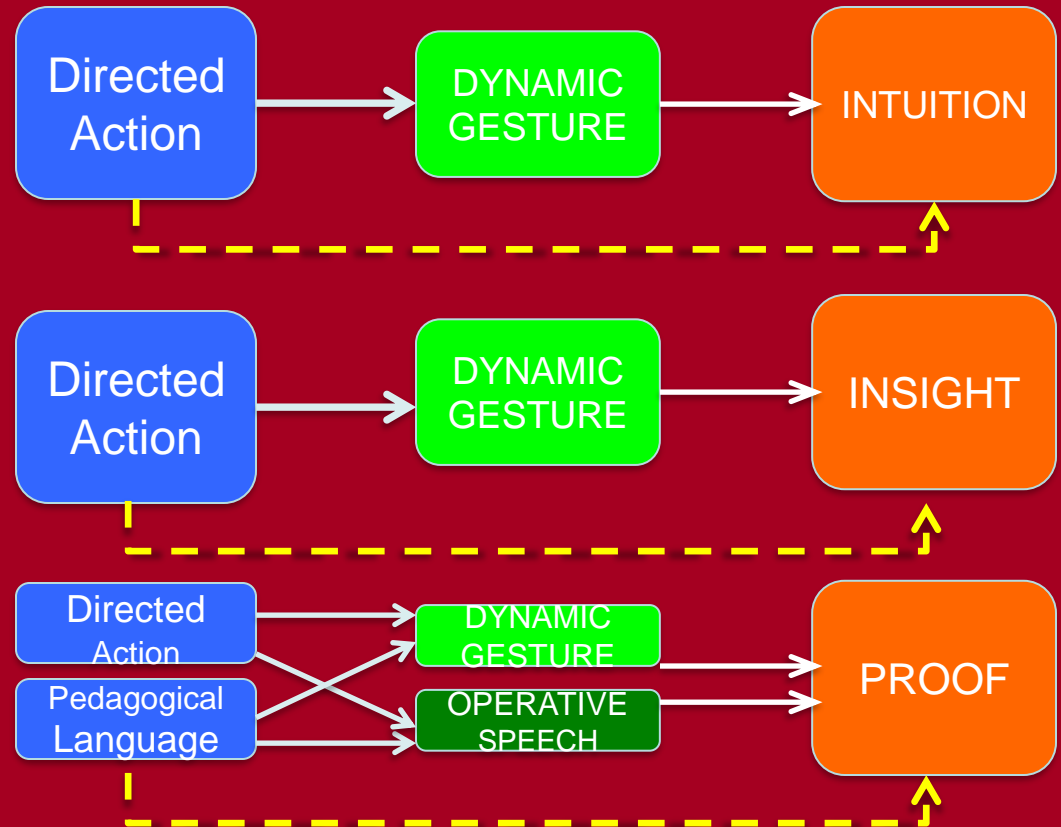 Directed
Action
DYNAMIC
GESTURE
INTUITION
Directed
Action
DYNAMIC
GESTURE
INSIGHT
Directed
Action
DYNAMIC
GESTURE
Pedagogical
Language
OPERATIVE
SPEECH
PROOF